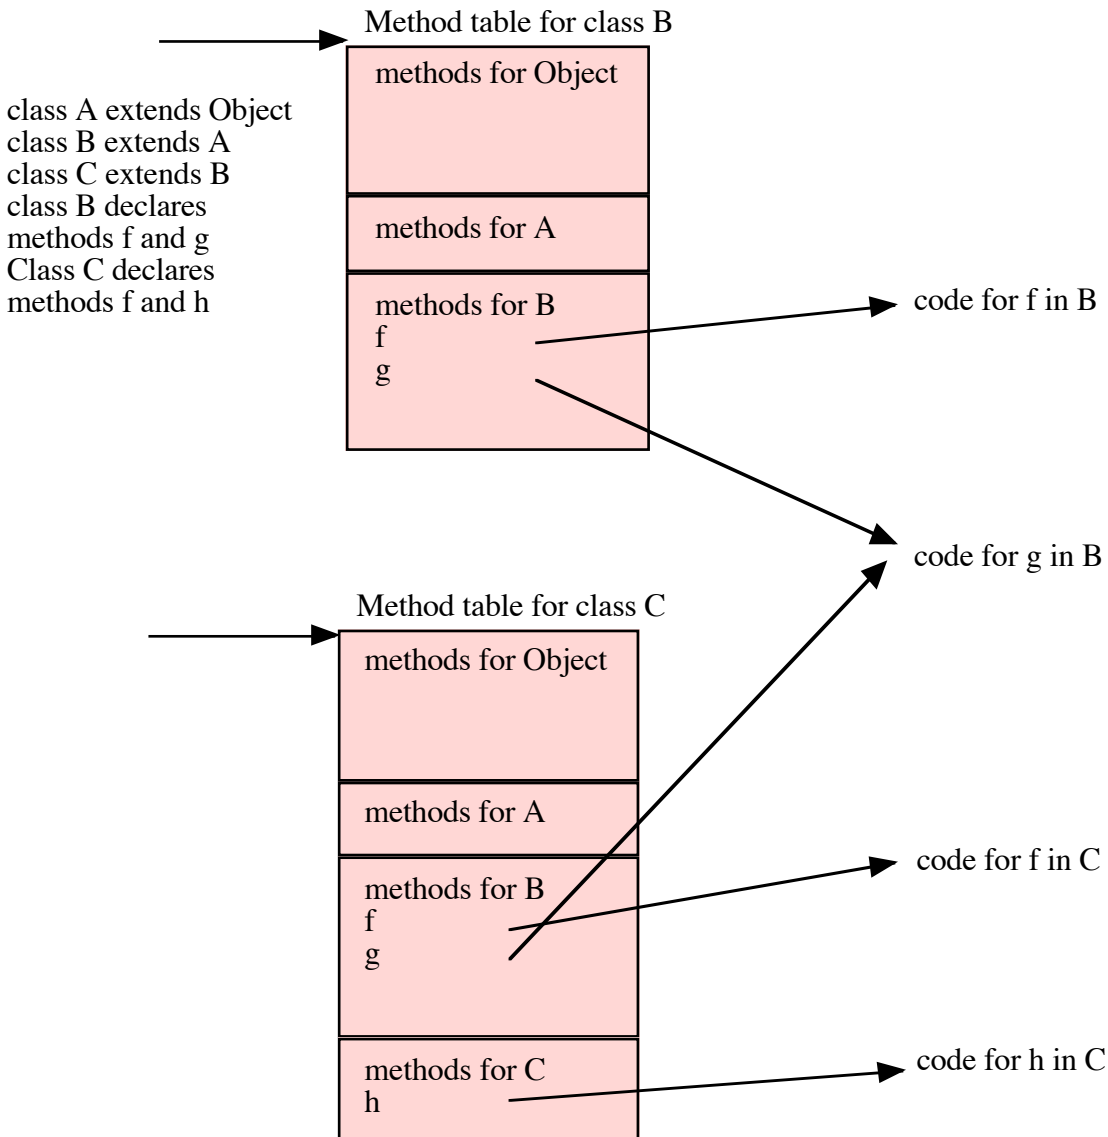 Method table for class B
methods for Object
class A extends Object
class B extends A
class C extends B
class B declares
methods f and g
Class C declares
methods f and h
methods for A
methods for B
f
g
code for f in B
code for g in B
Method table for class C
methods for Object
methods for A
methods for B
f
g
code for f in C
methods for C
h
code for h in C